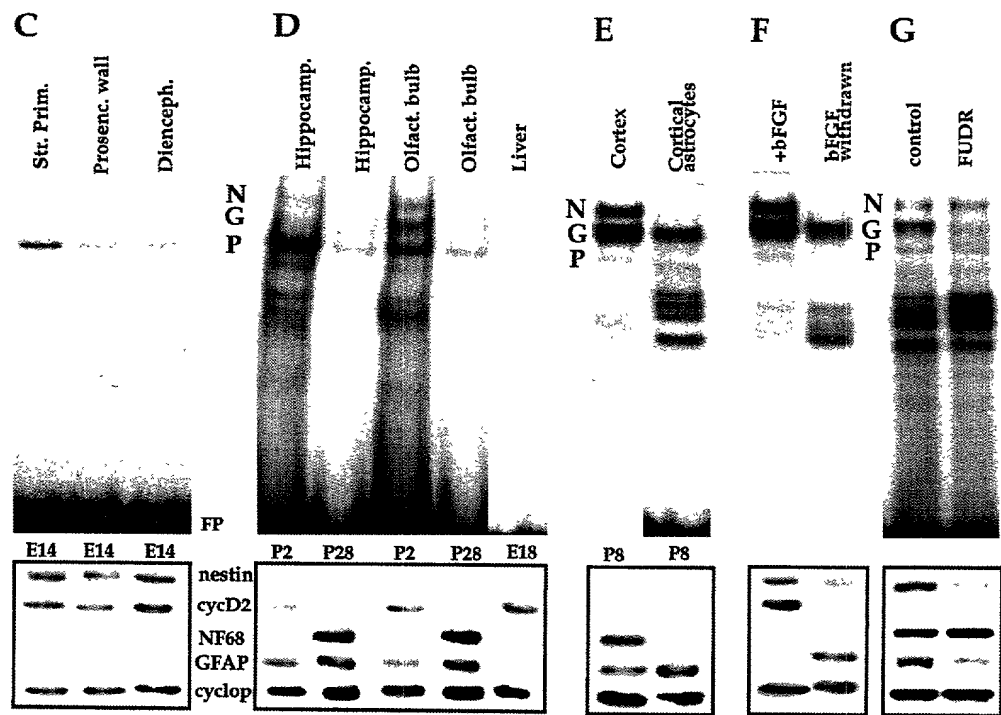 C
D
E
F
G
Str. Prim.
Prosenc. wall
Dienceph.
Hippocamp.
Hippocamp.
Olfact. bulb
Olfact. bulb
Liver
Cortex
Cortical
astrocytes
+bFGF
bFGF
withdrawn
control
FUDR
N
G
P
N
G
P
N
G
P
FP
E14
E14
E14
P2
P28
P2
P28
E18
P8
P8
nestin
cycD2
NF68
GFAP
cyclop